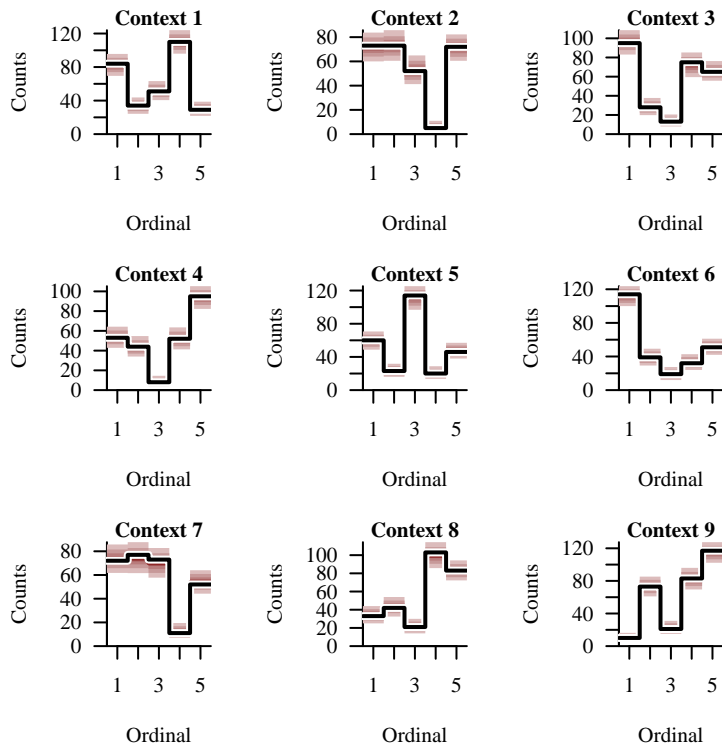 Context 1
Counts
0
40
80
120
1
3
5
Ordinal
Context 2
Counts
0
20
40
60
80
1
3
5
Ordinal
Context 3
Counts
0
20
40
60
80
100
1
3
5
Ordinal
Context 4
Counts
0
20
40
60
80
100
1
3
5
Ordinal
Context 5
Counts
0
40
80
120
1
3
5
Ordinal
Context 6
Counts
0
40
80
120
1
3
5
Ordinal
Context 7
Counts
0
20
40
60
80
1
3
5
Ordinal
Context 8
Counts
0
20
40
60
100
1
3
5
Ordinal
Context 9
Counts
0
40
80
120
1
3
5
Ordinal